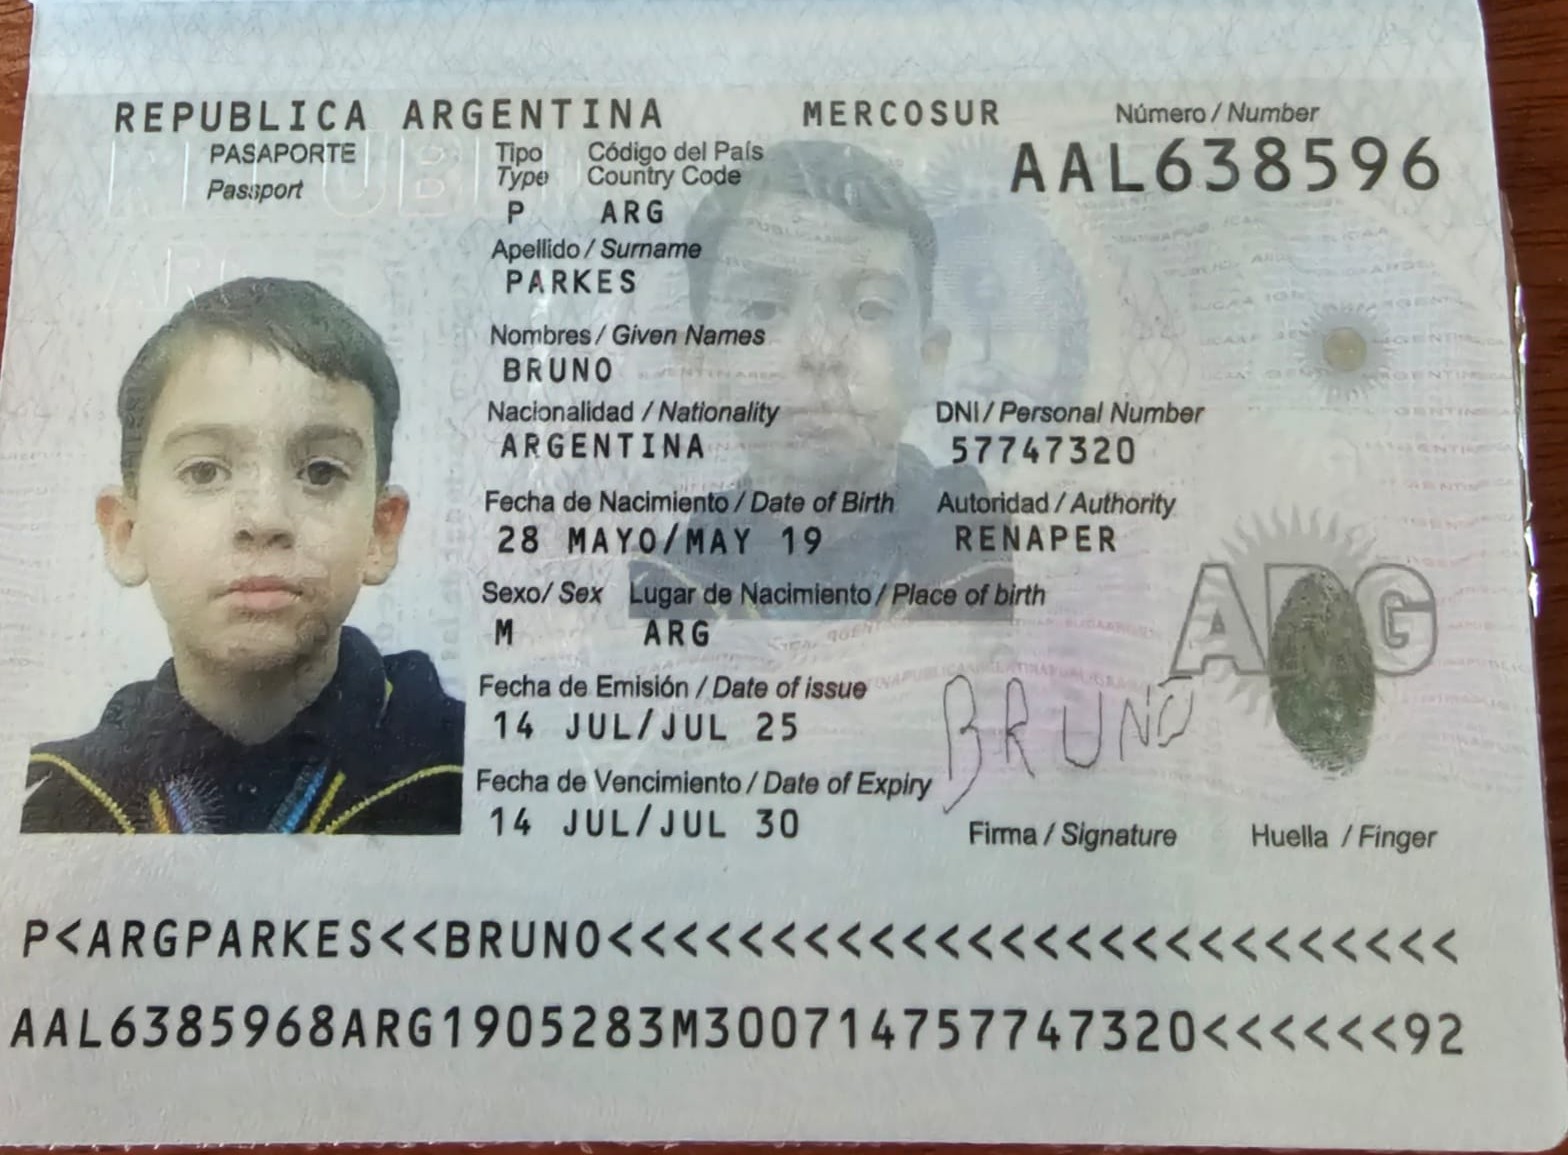 REPUBLICA ARGENTINA MERCOSUR Número / Number
PASAPORTE Tipo Código del País AAL638596
Passport Type Country Code
P ARG
Apellido / Surname
PARKES
Nombres / Given Names
BRUNO
Nacionalidad / Nationality DNI / Personal Number
ARGENTINA 57747320
Fecha de Nacimiento / Date of Birth Autoridad / Authority
28 MAYO/MAY 19 RENAPER
Sexo/ Sex Lugar de Nacimiento / Place of birth
M ARG
ARG
Fecha de Emisión / Date of issue
14 JUL/JUL 25
BRUNO
Fecha de Vencimiento / Date of Expiry
14 JUL/JUL 30
Firma / Signature Huella / Finger
P<ARGPARKES<<BRUNO<<<<<<<<<<<<<<<<<<<<<<<<<<
AAL6385968ARG1905283M300714757747320<<<<<<92